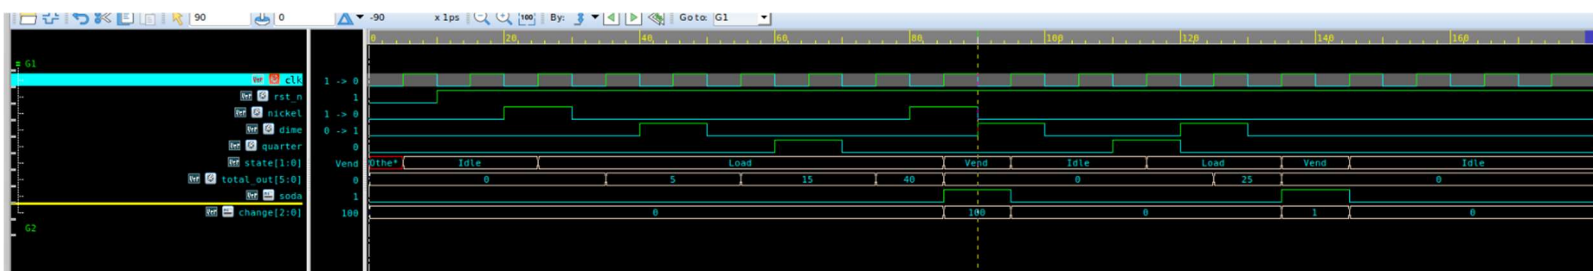 90 0 -90 x 1ps 100 By: Go to: G1
0 20 40 60 80 100 120 140 160
G1
clk 1 -> 0
rst_n 1
nickel 1 -> 0
dime 0 -> 1
quarter 0
state[1:0] Vend Othe* Idle Load Vend Idle Load Vend Idle
total_out[5:0] 0 0 5 15 40 0 25 0
soda 1
change[2:0] 100 0 100 0 1 0
G2